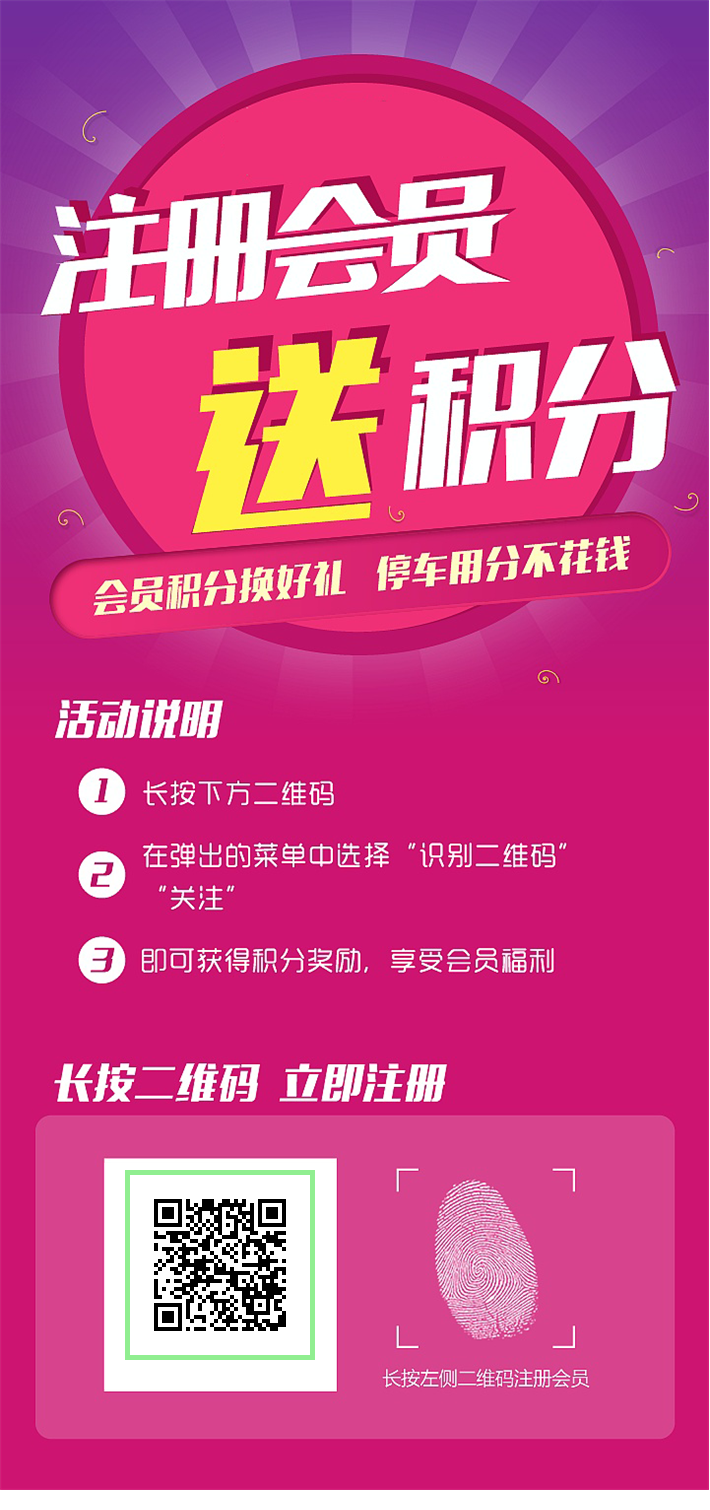 注册会员
送积分
会员积分换好礼 停车用分不花钱
活动说明
1 长按下方二维码
2 在弹出的菜单中选择“识别二维码”
“关注”
3 即可获得积分奖励，享受会员福利
长按二维码 立即注册
长按左侧二维码注册会员